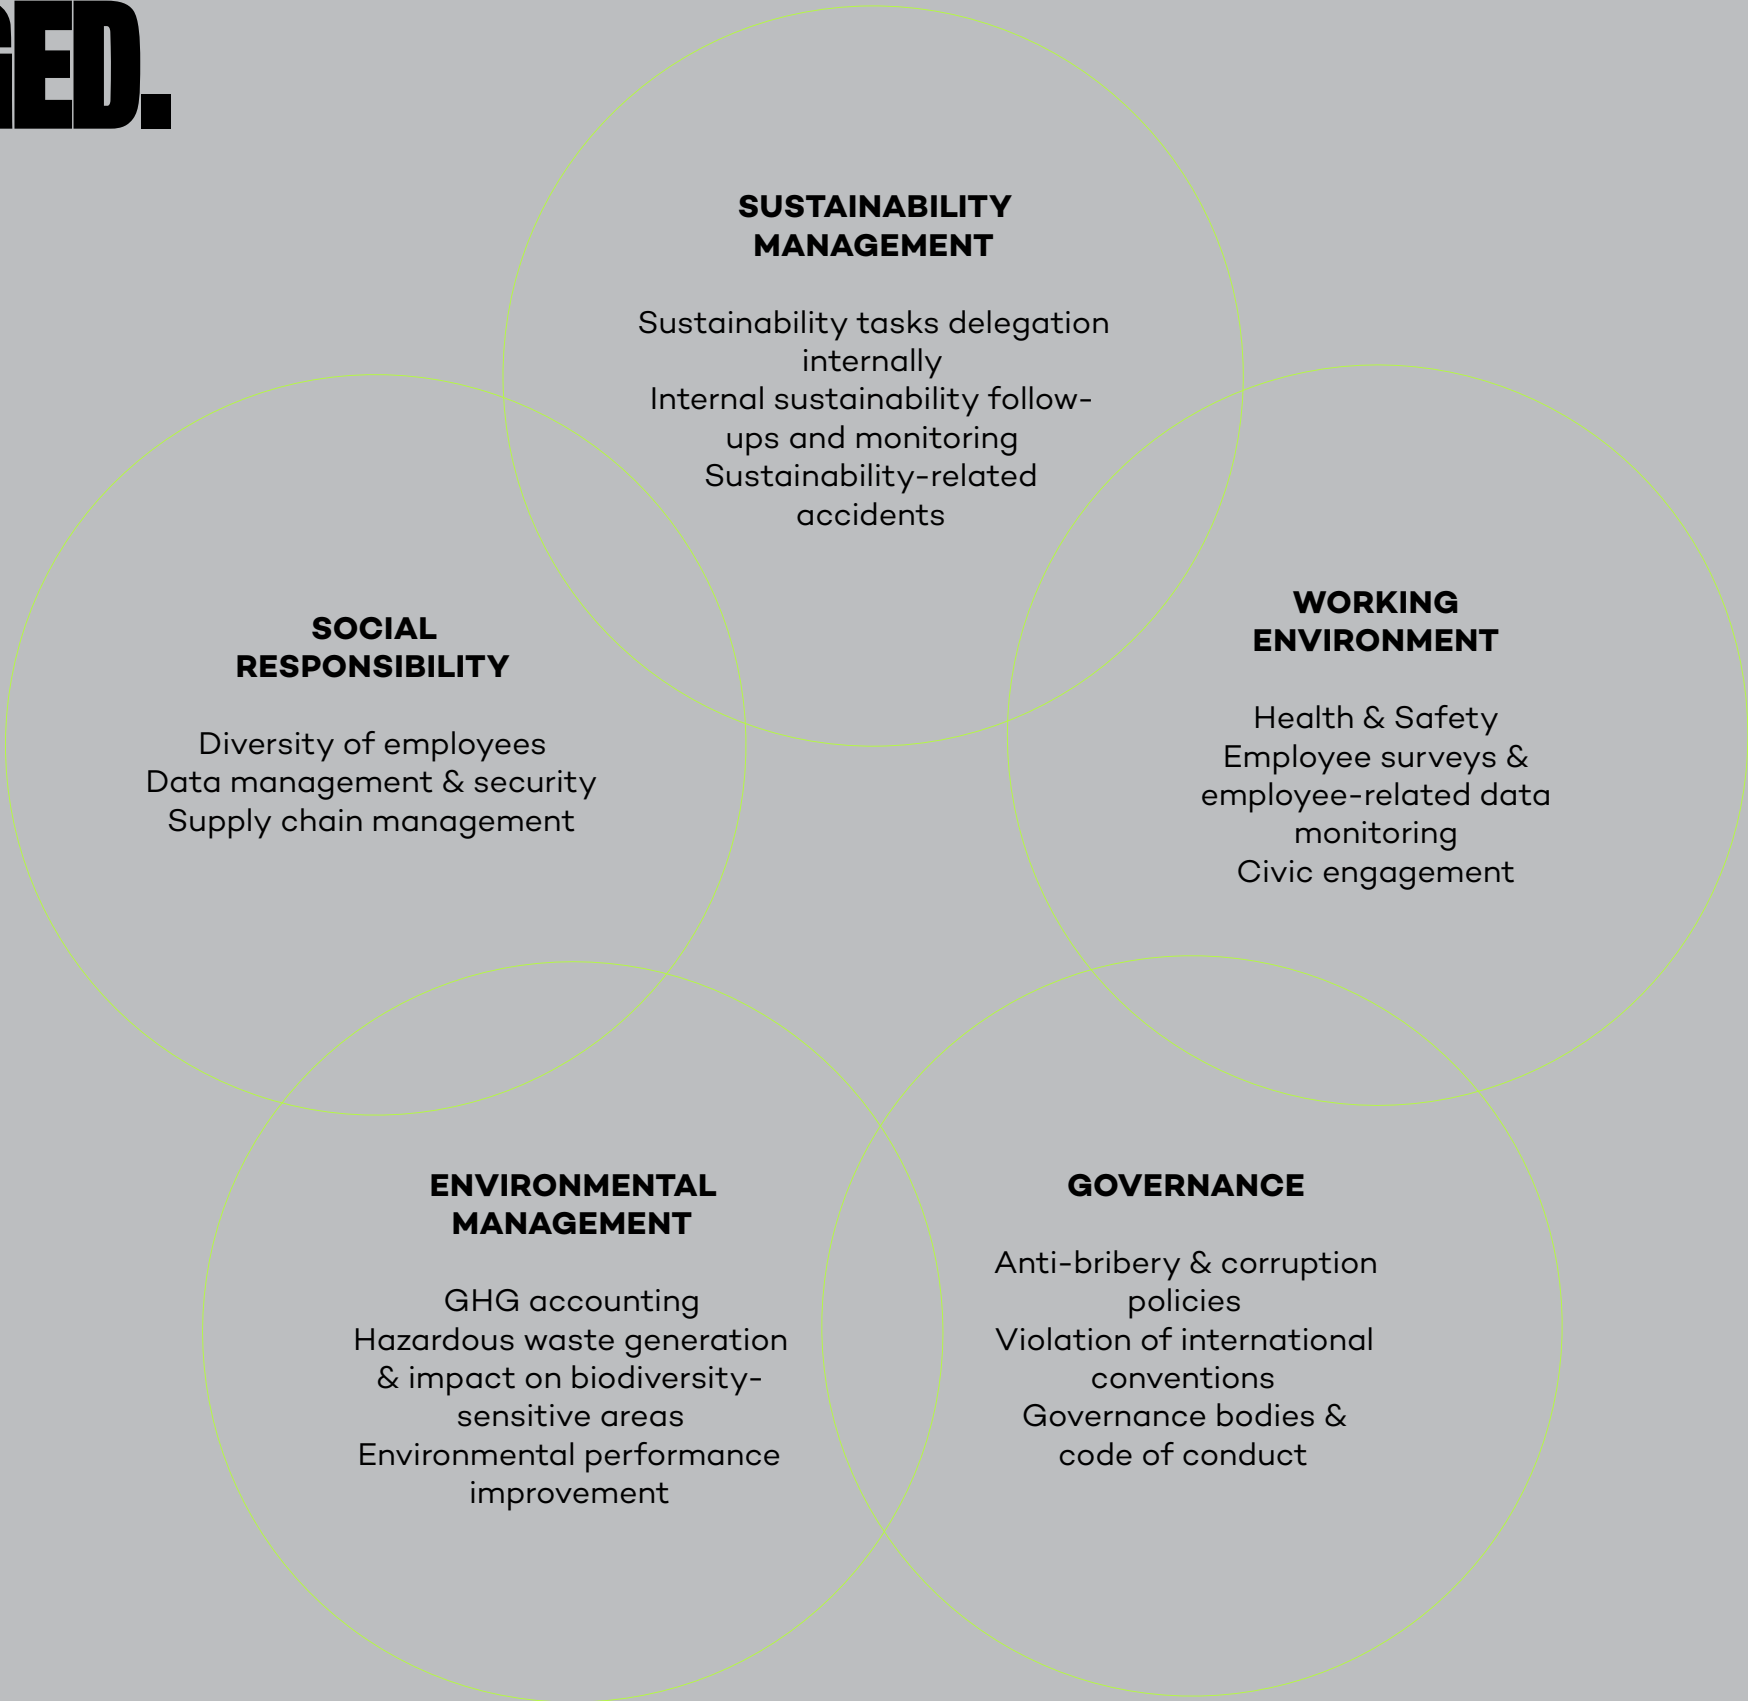 GED.
SUSTAINABILITY
MANAGEMENT
Sustainability tasks delegation
internally
Internal sustainability follow-
ups and monitoring
Sustainability-related
accidents
SOCIAL
RESPONSIBILITY
Diversity of employees
Data management & security
Supply chain management
WORKING
ENVIRONMENT
Health & Safety
Employee surveys &
employee-related data
monitoring
Civic engagement
ENVIRONMENTAL
MANAGEMENT
GHG accounting
Hazardous waste generation
& impact on biodiversity-
sensitive areas
Environmental performance
improvement
GOVERNANCE
Anti-bribery & corruption
policies
Violation of international
conventions
Governance bodies &
code of conduct